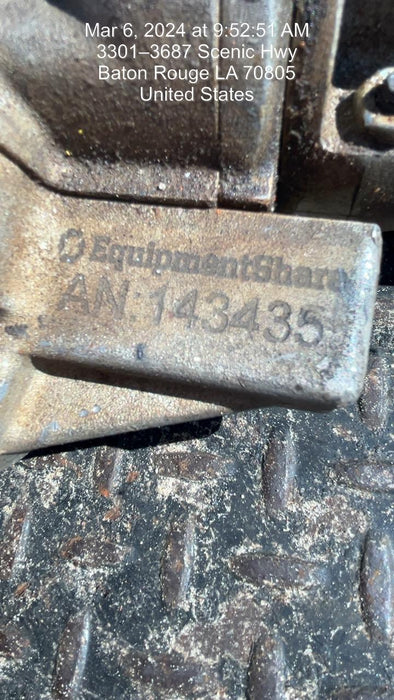 Mar 6, 2024 at 9:52:51 AM
3301–3687 Scenic Hwy
Baton Rouge LA 70805
United States
EquipmentShare
AN:143435